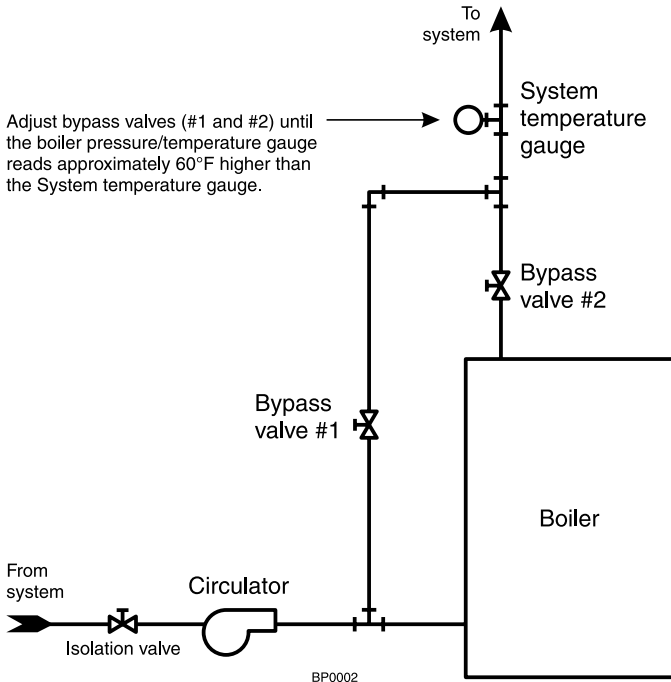 To
system
Adjust bypass valves (#1 and #2) until
the boiler pressure/temperature gauge
reads approximately 60°F higher than
the System temperature gauge.
System
temperature
gauge
Bypass
valve #2
Bypass
valve #1
Boiler
From
system
Circulator
Isolation valve
BP0002